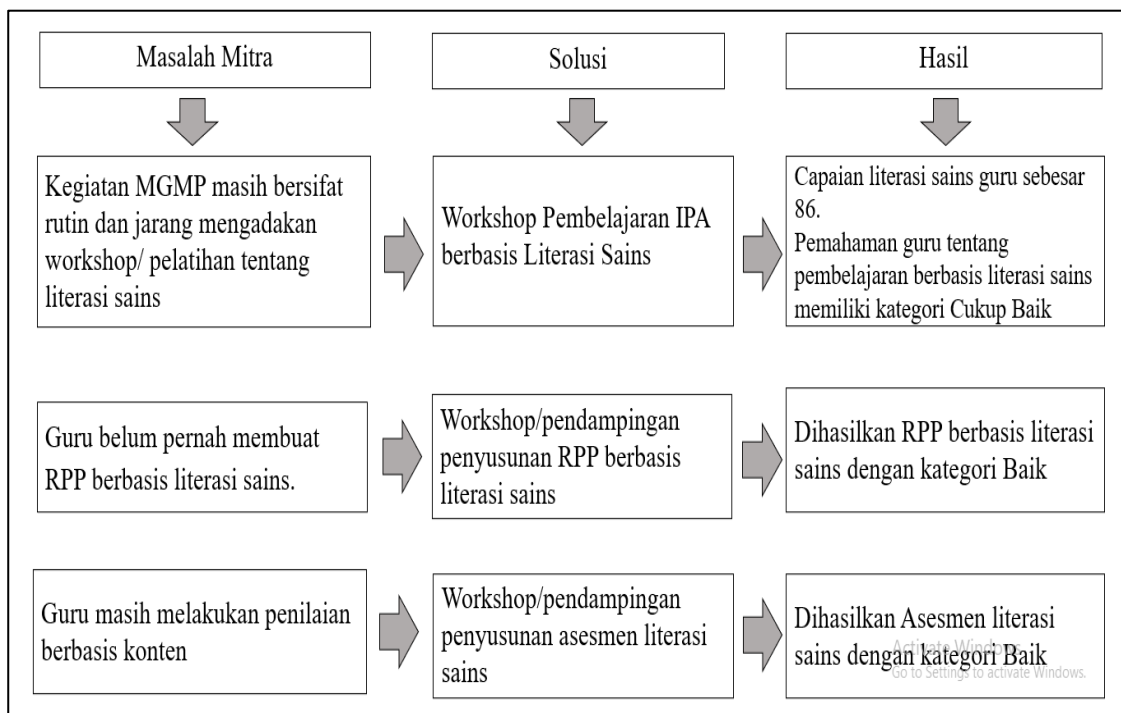 Masalah Mitra
Solusi
Hasil
Kegiatan MGMP masih bersifat
rutin dan jarang mengadakan
workshop/ pelatihan tentang
literasi sains
Workshop Pembelajaran IPA
berbasis Literasi Sains
Capaian literasi sains guru sebesar
86.
Pemahaman guru tentang
pembelajaran berbasis literasi sains
memiliki kategori Cukup Baik
Guru belum pernah membuat
RPP berbasis literasi sains.
Workshop/pendampingan
penyusunan RPP berbasis
literasi sains
Dihasilkan RPP berbasis literasi
sains dengan kategori Baik
Guru masih melakukan penilaian
berbasis konten
Workshop/pendampingan
penyusunan asesmen literasi
sains
Dihasilkan Asesmen literasi
sains dengan kategori Baik
Activate Windows
Go to Settings to activate Windows.